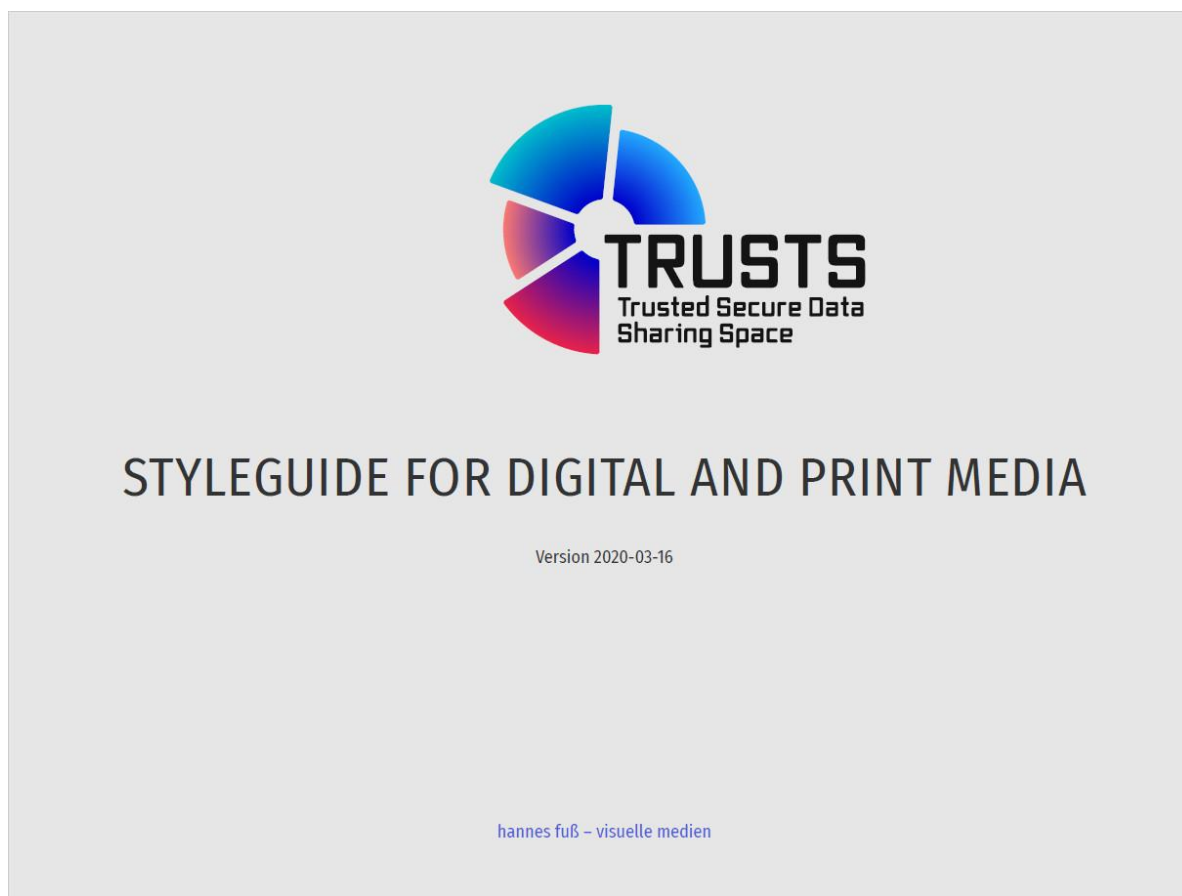 TRUSTS
Trusted Secure Data
Sharing Space
STYLEGUIDE FOR DIGITAL AND PRINT MEDIA
Version 2020-03-16
hannes fuß – visuelle medien